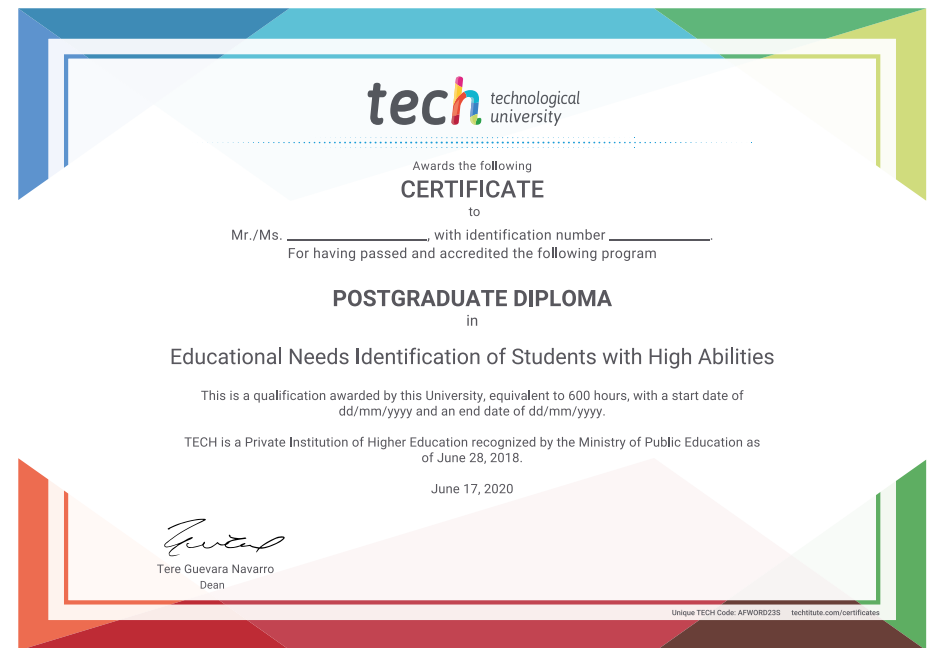 tech technological
university
Awards the following
CERTIFICATE
to
Mr./Ms. ____________________, with identification number ______________.
For having passed and accredited the following program
POSTGRADUATE DIPLOMA
in
Educational Needs Identification of Students with High Abilities
This is a qualification awarded by this University, equivalent to 600 hours, with a start date of
dd/mm/yyyy and an end date of dd/mm/yyyy.
TECH is a Private Institution of Higher Education recognized by the Ministry of Public Education as
of June 28, 2018.
June 17, 2020
Tere Guevara Navarro
Dean
Unique TECH Code: AFWORD23S techtitute.com/certificates